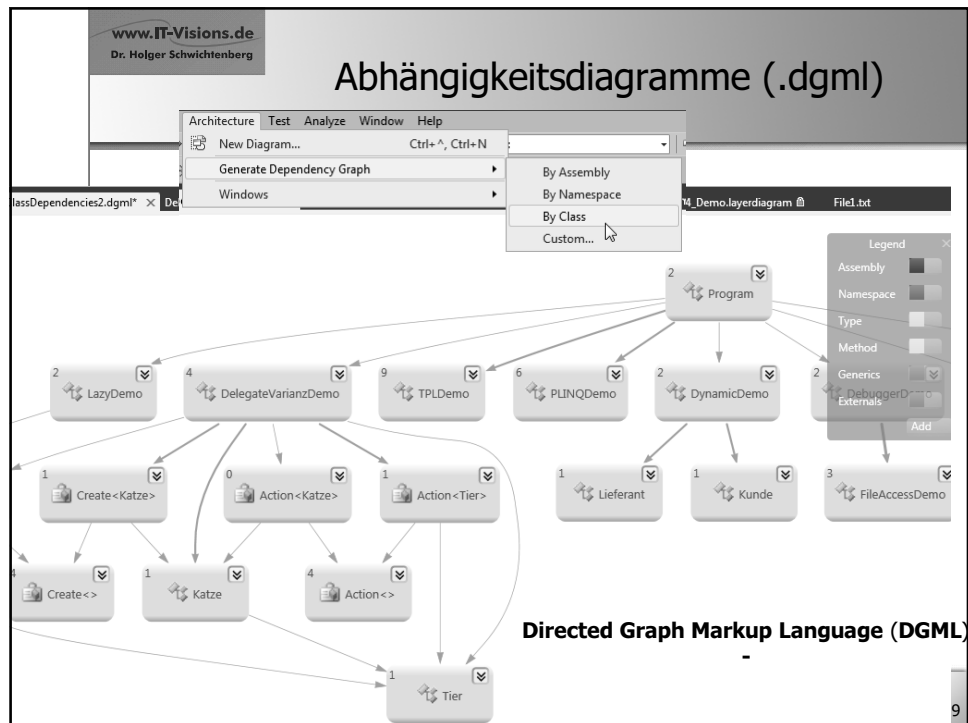 www.IT-Visions.de
Dr. Holger Schwichtenberg
Abhängigkeitsdiagramme (.dgml)
Architecture Test Analyze Window Help
New Diagram... Ctrl+^, Ctrl+N
Generate Dependency Graph
Windows
By Assembly
By Namespace
By Class
Custom...
lassDependencies2.dgml* × De
4_Demo.layerdiagram
File1.txt
Legend ×
Assembly
Namespace
Type
Method
Generics
Externals
Add
2 Program
2 LazyDemo
4 DelegateVarianzDemo
9 TPLDemo
6 PLINQDemo
2 DynamicDemo
2 DebuggerDemo
1 Create<Katze>
0 Action<Katze>
1 Action<Tier>
1 Lieferant
1 Kunde
3 FileAccessDemo
4 Create<>
1 Katze
4 Action<>
1 Tier
Directed Graph Markup Language (DGML)
-
9